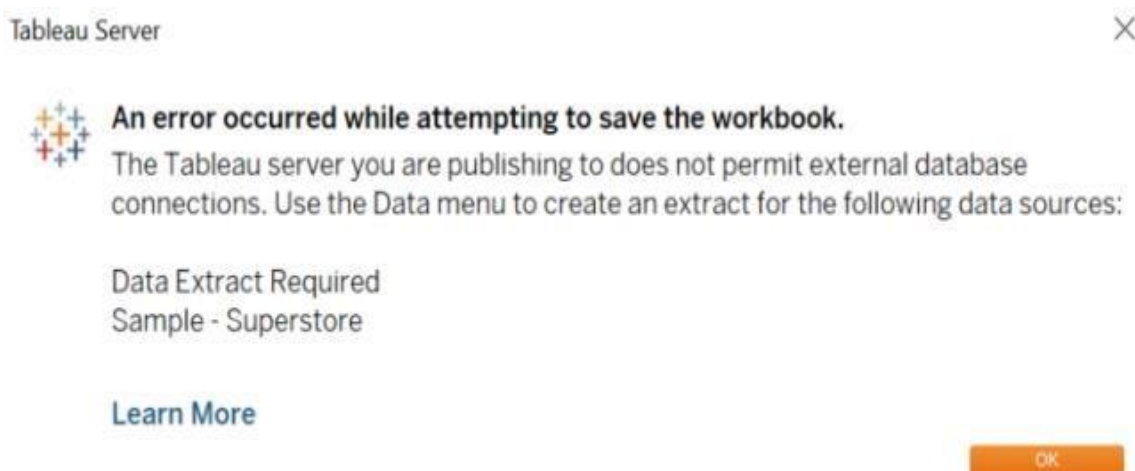 Tableau Server
An error occurred while attempting to save the workbook.
The Tableau server you are publishing to does not permit external database
connections. Use the Data menu to create an extract for the following data sources:
Data Extract Required
Sample - Superstore
Learn More
OK